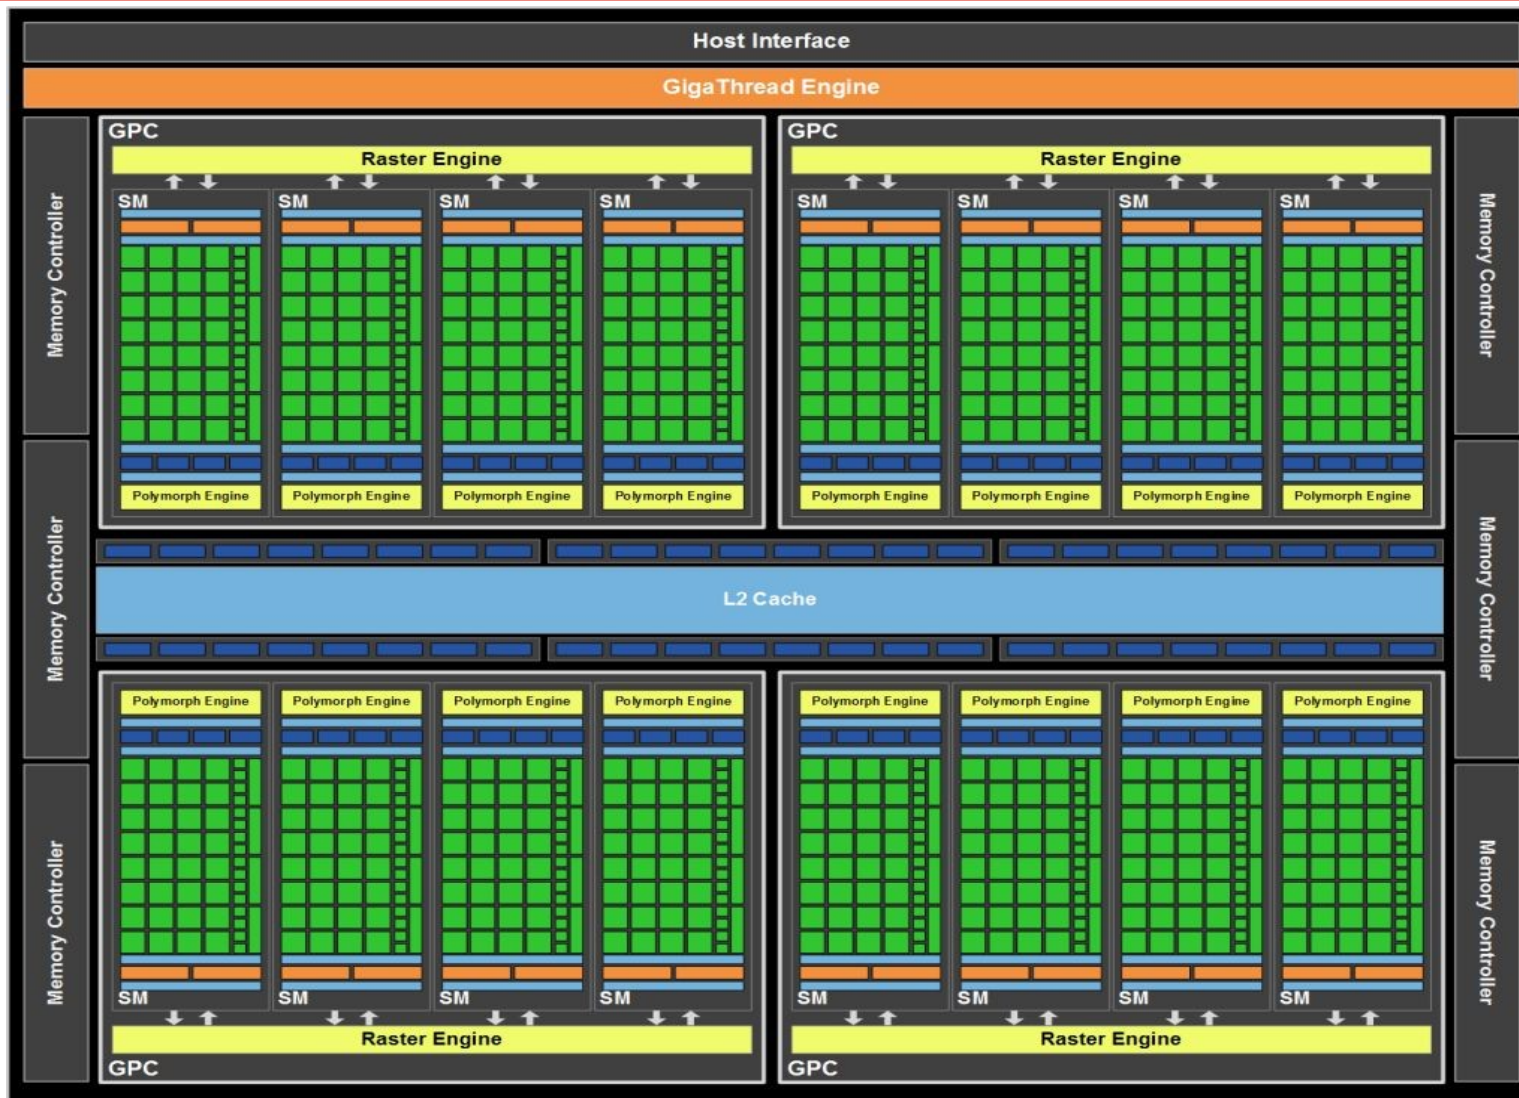 Host Interface
GigaThread Engine
GPC
GPC
Raster Engine
Raster Engine
SM
SM
SM
SM
SM
SM
SM
SM
Memory Controller
Memory Controller
Polymorph Engine
Polymorph Engine
Polymorph Engine
Polymorph Engine
Polymorph Engine
Polymorph Engine
Polymorph Engine
Polymorph Engine
Memory Controller
L2 Cache
Memory Controller
Polymorph Engine
Polymorph Engine
Polymorph Engine
Polymorph Engine
Polymorph Engine
Polymorph Engine
Polymorph Engine
Polymorph Engine
Memory Controller
Memory Controller
SM
SM
SM
SM
SM
SM
SM
SM
Raster Engine
Raster Engine
GPC
GPC